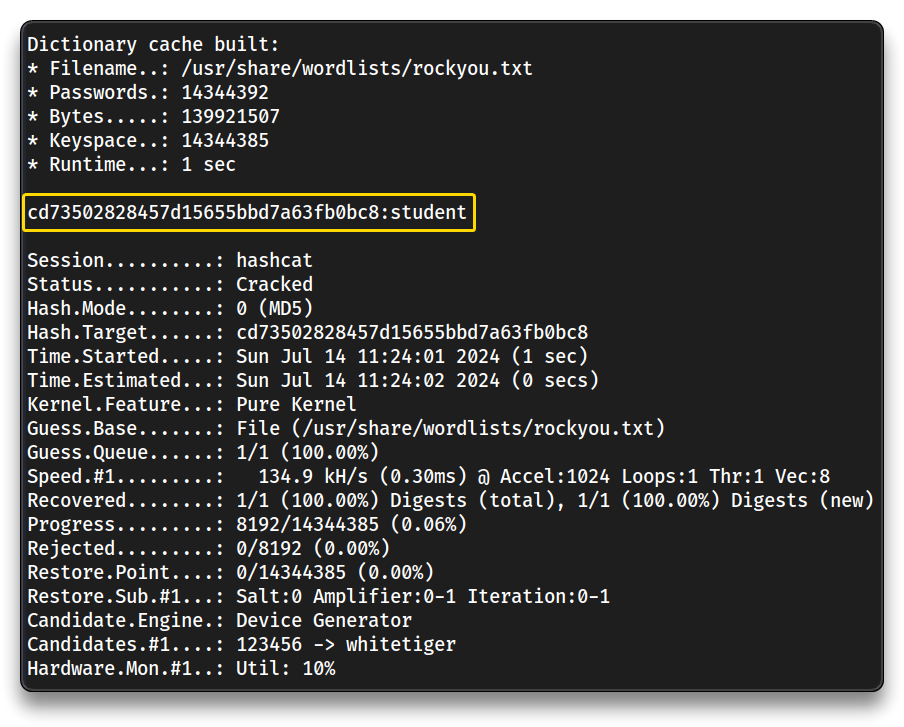 Dictionary cache built:
* Filename..: /usr/share/wordlists/rockyou.txt
* Passwords.: 14344392
* Bytes.....: 139921507
* Keyspace..: 14344385
* Runtime...: 1 sec
cd73502828457d15655bbd7a63fb0bc8:student
Session..........: hashcat
Status...........: Cracked
Hash.Mode........: 0 (MD5)
Hash.Target......: cd73502828457d15655bbd7a63fb0bc8
Time.Started.....: Sun Jul 14 11:24:01 2024 (1 sec)
Time.Estimated...: Sun Jul 14 11:24:02 2024 (0 secs)
Kernel.Feature...: Pure Kernel
Guess.Base.......: File (/usr/share/wordlists/rockyou.txt)
Guess.Queue......: 1/1 (100.00%)
Speed.#1.........:   134.9 kH/s (0.30ms) @ Accel:1024 Loops:1 Thr:1 Vec:8
Recovered........: 1/1 (100.00%) Digests (total), 1/1 (100.00%) Digests (new)
Progress.........: 8192/14344385 (0.06%)
Rejected.........: 0/8192 (0.00%)
Restore.Point....: 0/14344385 (0.00%)
Restore.Sub.#1...: Salt:0 Amplifier:0-1 Iteration:0-1
Candidate.Engine.: Device Generator
Candidates.#1....: 123456 -> whitetiger
Hardware.Mon.#1..: Util: 10%